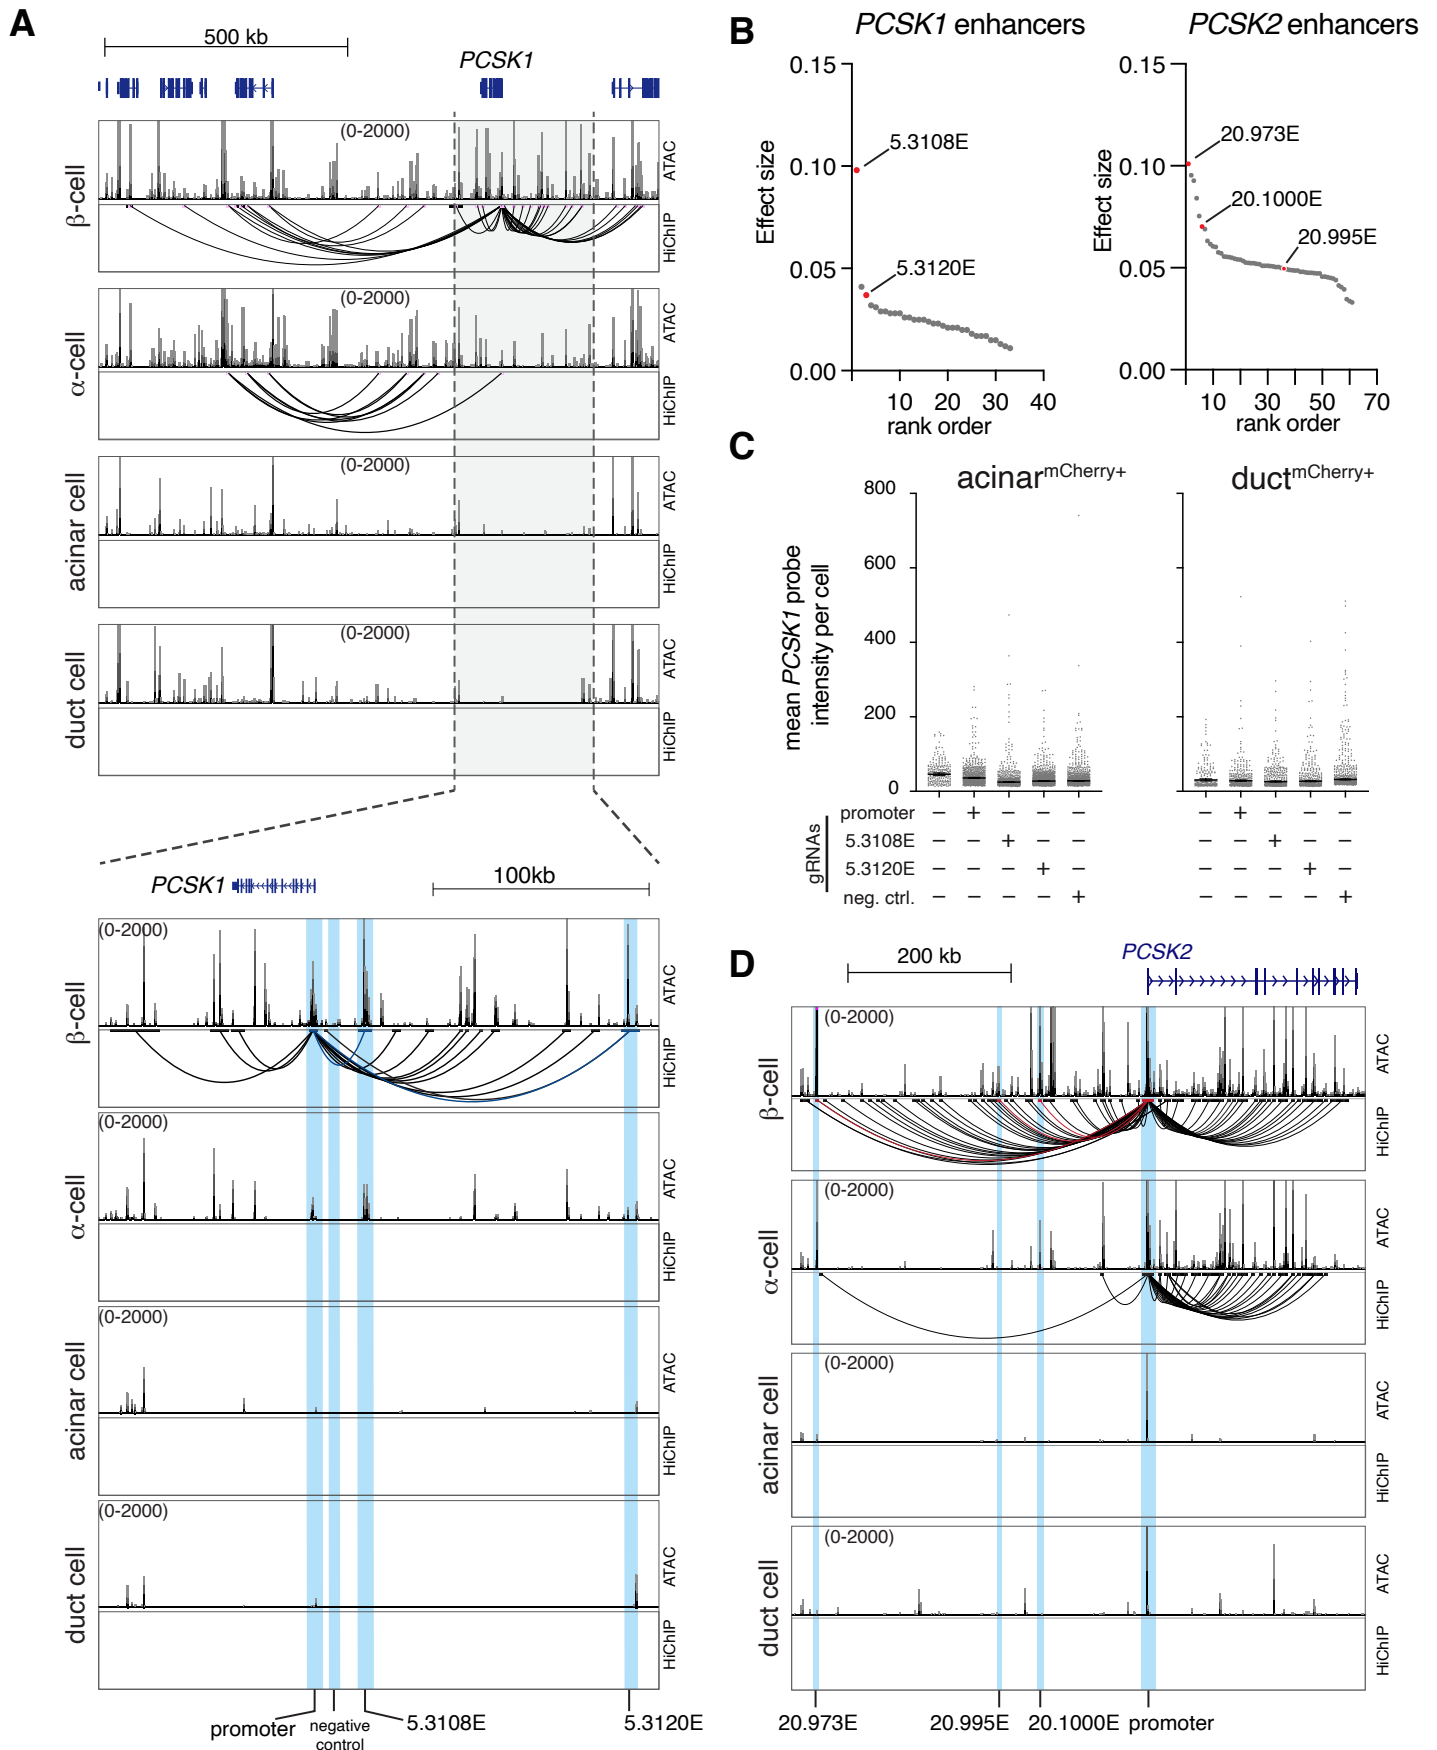 A
500 kb
PCSK1
β-cell
(0-2000)
ATAC
HiChIP
α-cell
(0-2000)
ATAC
HiChIP
acinar cell
(0-2000)
ATAC
HiChIP
duct cell
(0-2000)
ATAC
HiChIP
PCSK1
100kb
β-cell
(0-2000)
ATAC
HiChIP
α-cell
(0-2000)
ATAC
HiChIP
acinar cell
(0-2000)
ATAC
HiChIP
duct cell
(0-2000)
ATAC
HiChIP
promoter
negative
control
5.3108E
5.3120E
B
PCSK1 enhancers
Effect size
0.15
0.10
0.05
0.00
5.3108E
5.3120E
10 20 30 40
rank order
PCSK2 enhancers
Effect size
0.15
0.10
0.05
0.00
20.973E
20.1000E
20.995E
10 30 50 70
rank order
C
acinar mCherry+
duct mCherry+
mean PCSK1 probe
intensity per cell
800
600
400
200
0
gRNAs
promoter − + − − − − + − − −
5.3108E − − + − − − − + − −
5.3120E − − − + − − − − + −
neg. ctrl. − − − − + − − − − +
D
200 kb
PCSK2
β-cell
(0-2000)
ATAC
HiChIP
α-cell
(0-2000)
ATAC
HiChIP
acinar cell
(0-2000)
ATAC
HiChIP
duct cell
(0-2000)
ATAC
HiChIP
20.973E
20.995E
20.1000E
promoter